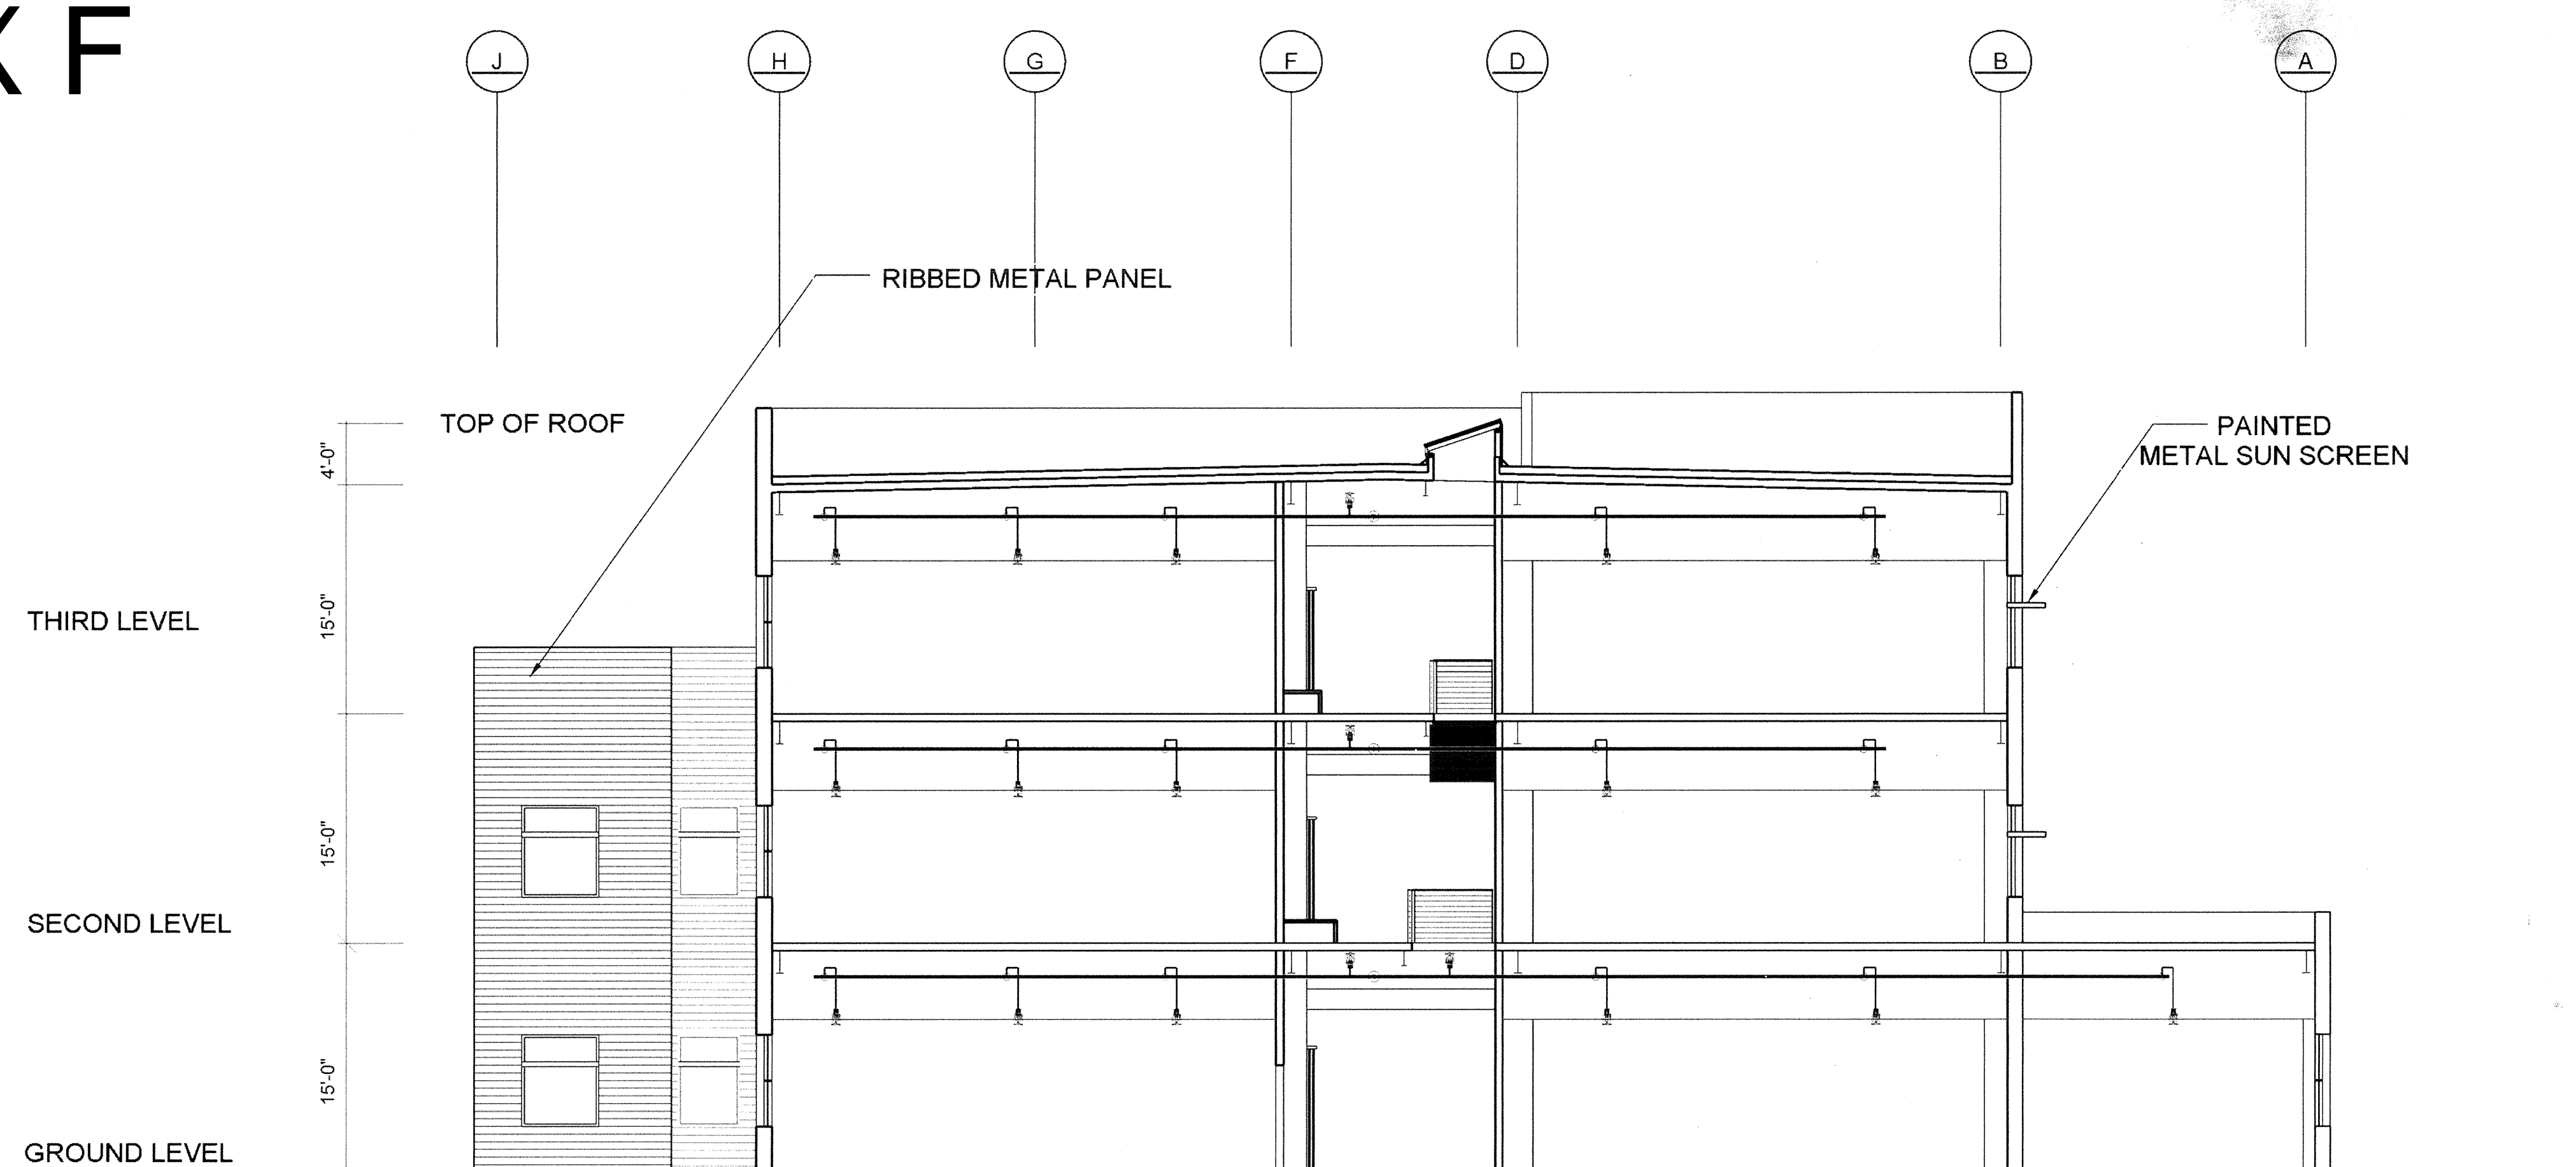 X F
J H G F D B A
RIBBED METAL PANEL
TOP OF ROOF
PAINTED
METAL SUN SCREEN
4'-0"
THIRD LEVEL
15'-0"
15'-0"
SECOND LEVEL
15'-0"
GROUND LEVEL